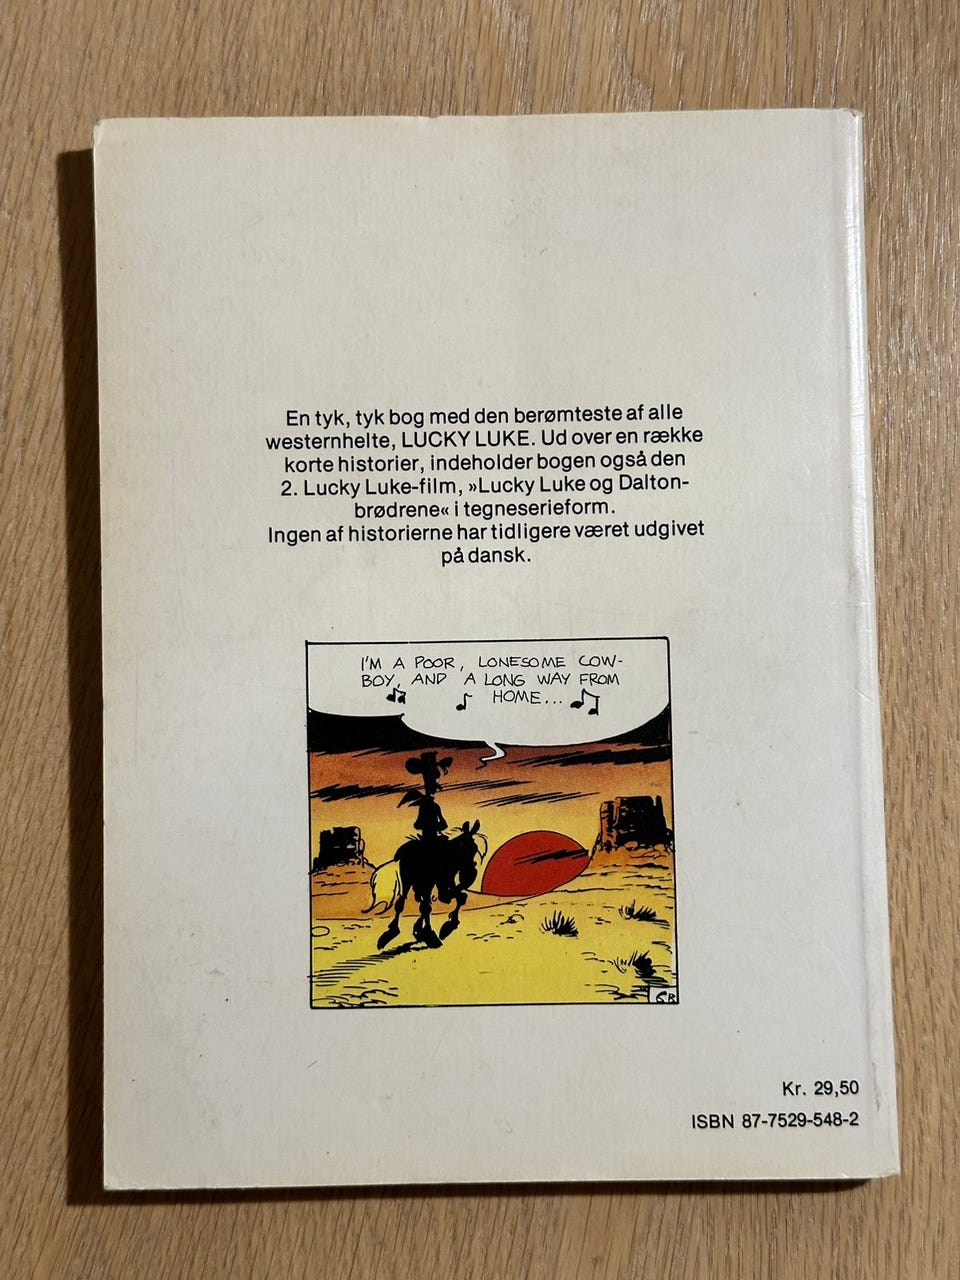 En tyk, tyk bog med den berømteste af alle
westernhelte, LUCKY LUKE. Ud over en række
korte historier, indeholder bogen også den
2. Lucky Luke-film, »Lucky Luke og Dalton-
brødrene« i tegneserieform.
Ingen af historierne har tidligere været udgivet
på dansk.
I'M A POOR, LONESOME COW-
BOY, AND A LONG WAY FROM
HOME...
Kr. 29,50
ISBN 87-7529-548-2